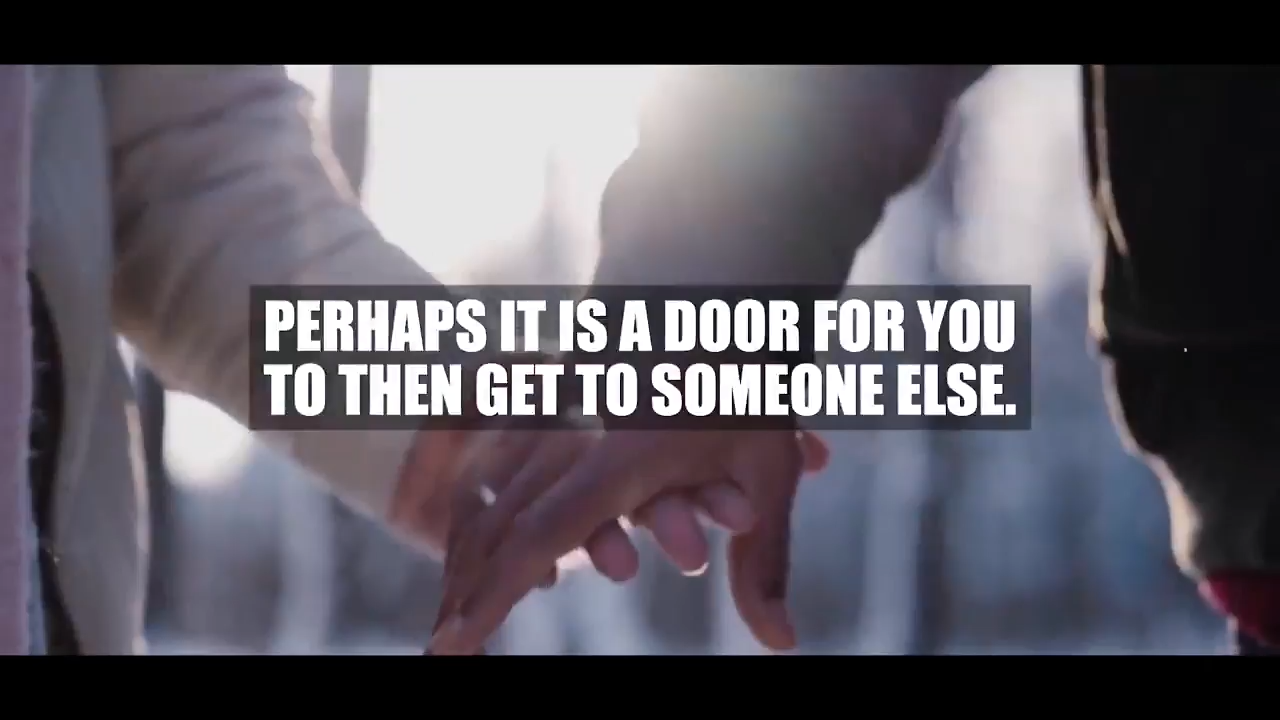 PERHAPS IT IS A DOOR FOR YOU
TO THEN GET TO SOMEONE ELSE.